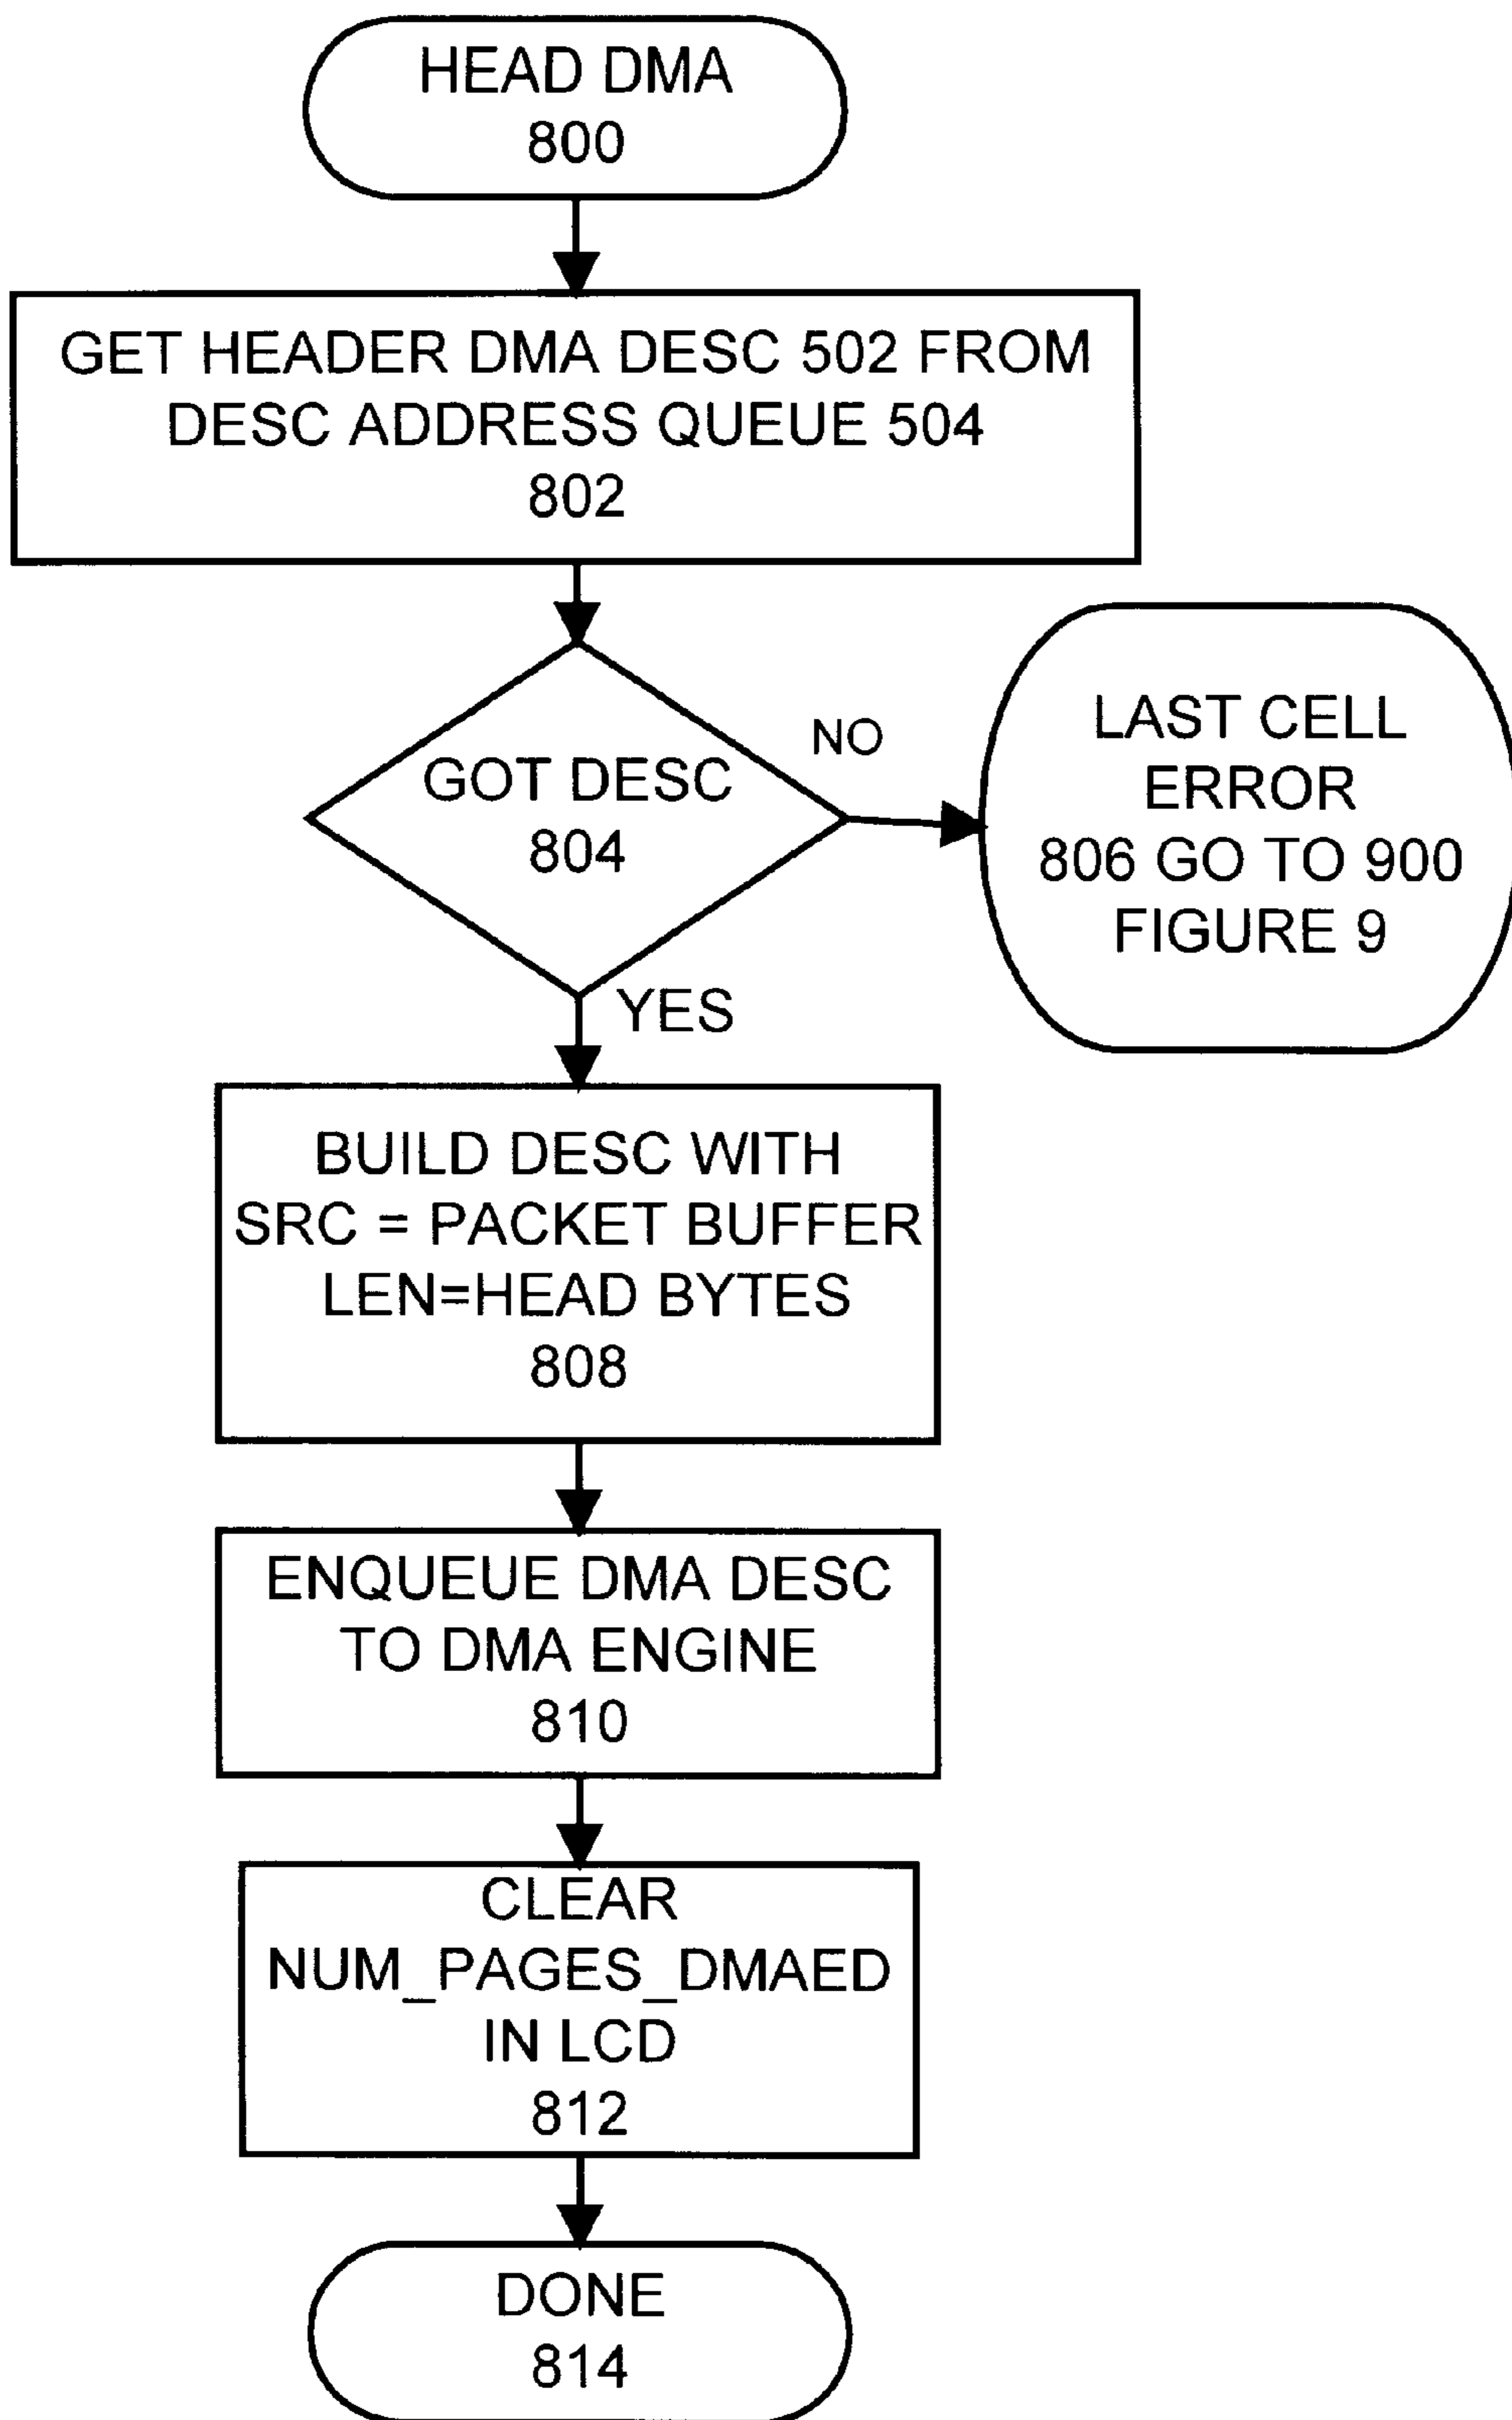 HEAD DMA
800
GET HEADER DMA DESC 502 FROM
DESC ADDRESS QUEUE 504
802
GOT DESC
804
NO
LAST CELL
ERROR
806 GO TO 900
FIGURE 9
YES
BUILD DESC WITH
SRC = PACKET BUFFER
LEN=HEAD BYTES
808
ENQUEUE DMA DESC
TO DMA ENGINE
810
CLEAR
NUM_PAGES_DMAED
IN LCD
812
DONE
814